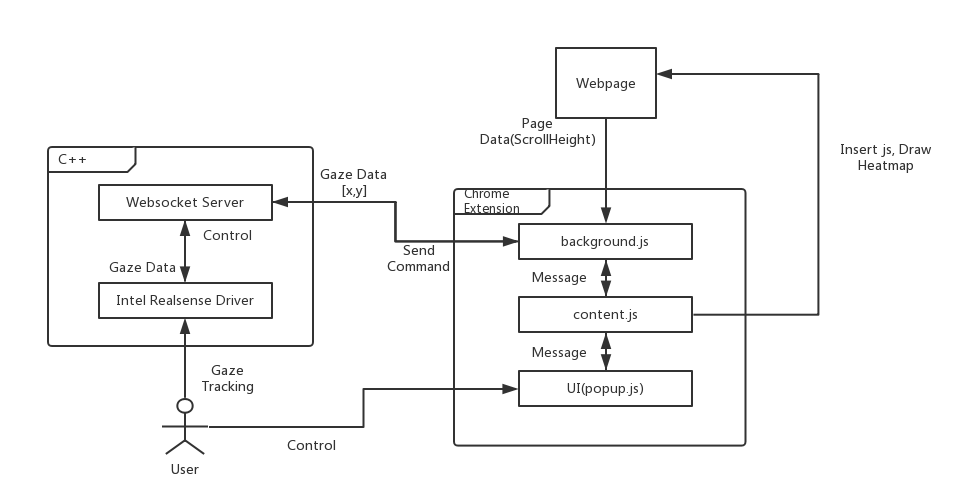 Webpage
Page
Data(ScrollHeight)
Insert js, Draw
Heatmap
C++
Gaze Data
[x,y]
Websocket Server
Chrome
Extension
Control
background.js
Send
Command
Gaze Data
Message
Intel Realsense Driver
content.js
Message
Gaze
Tracking
UI(popup.js)
Control
User